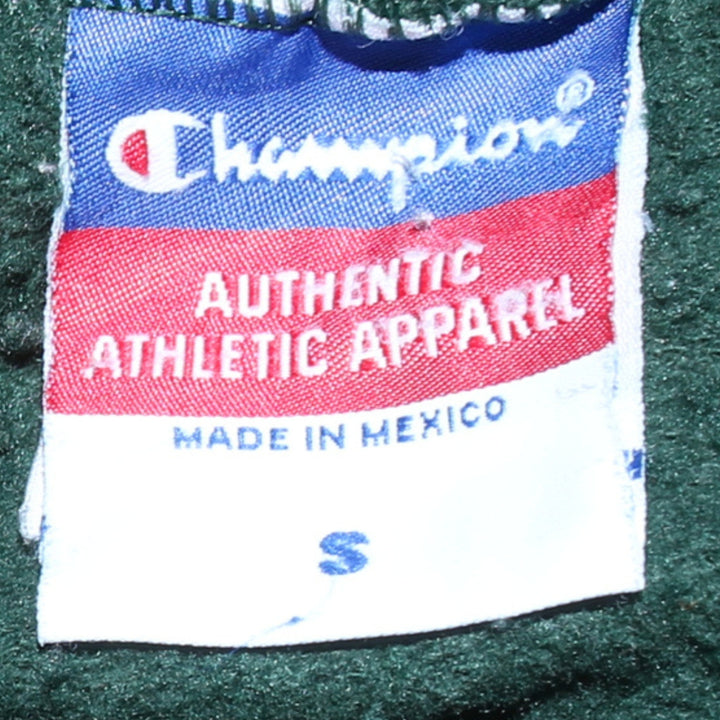 Champion®
AUTHENTIC
ATHLETIC APPAREL
MADE IN MEXICO
S